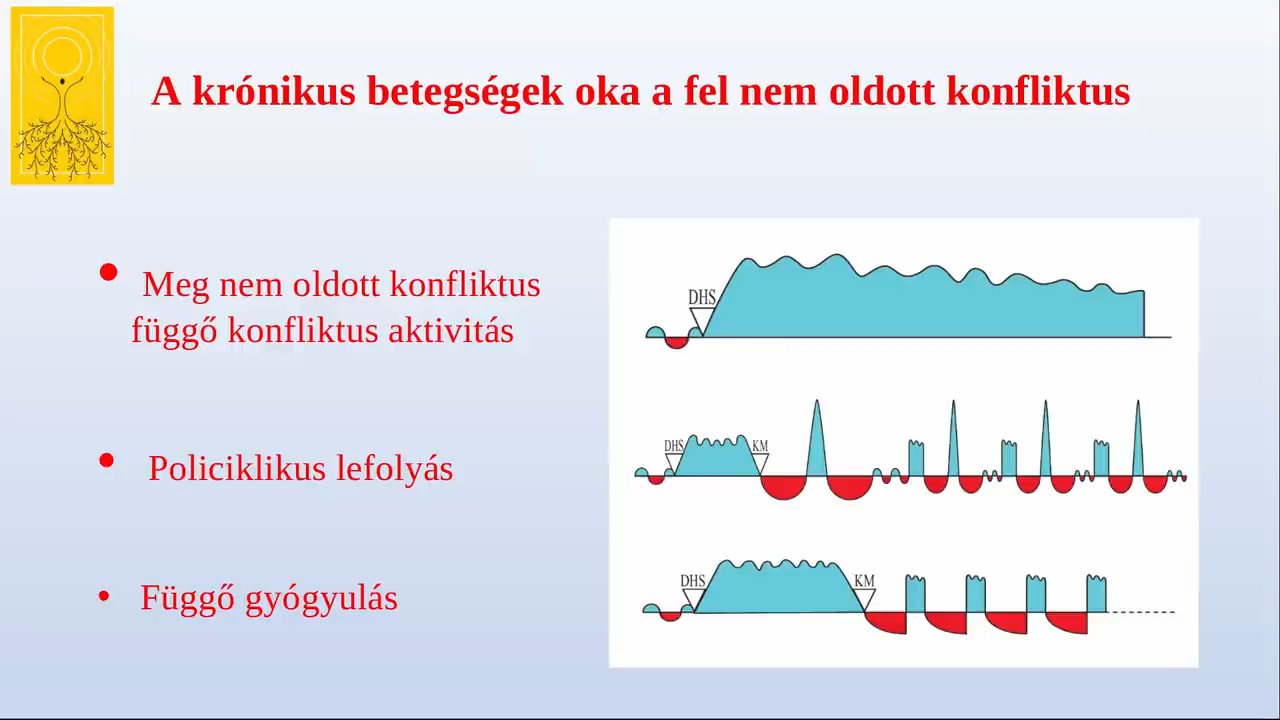 A krónikus betegségek oka a fel nem oldott konfliktus
• Meg nem oldott konfliktus
függő konfliktus aktivitás
• Policiklikus lefolyás
• Függő gyógyulás
DHS
DHS
KM
DHS
KM